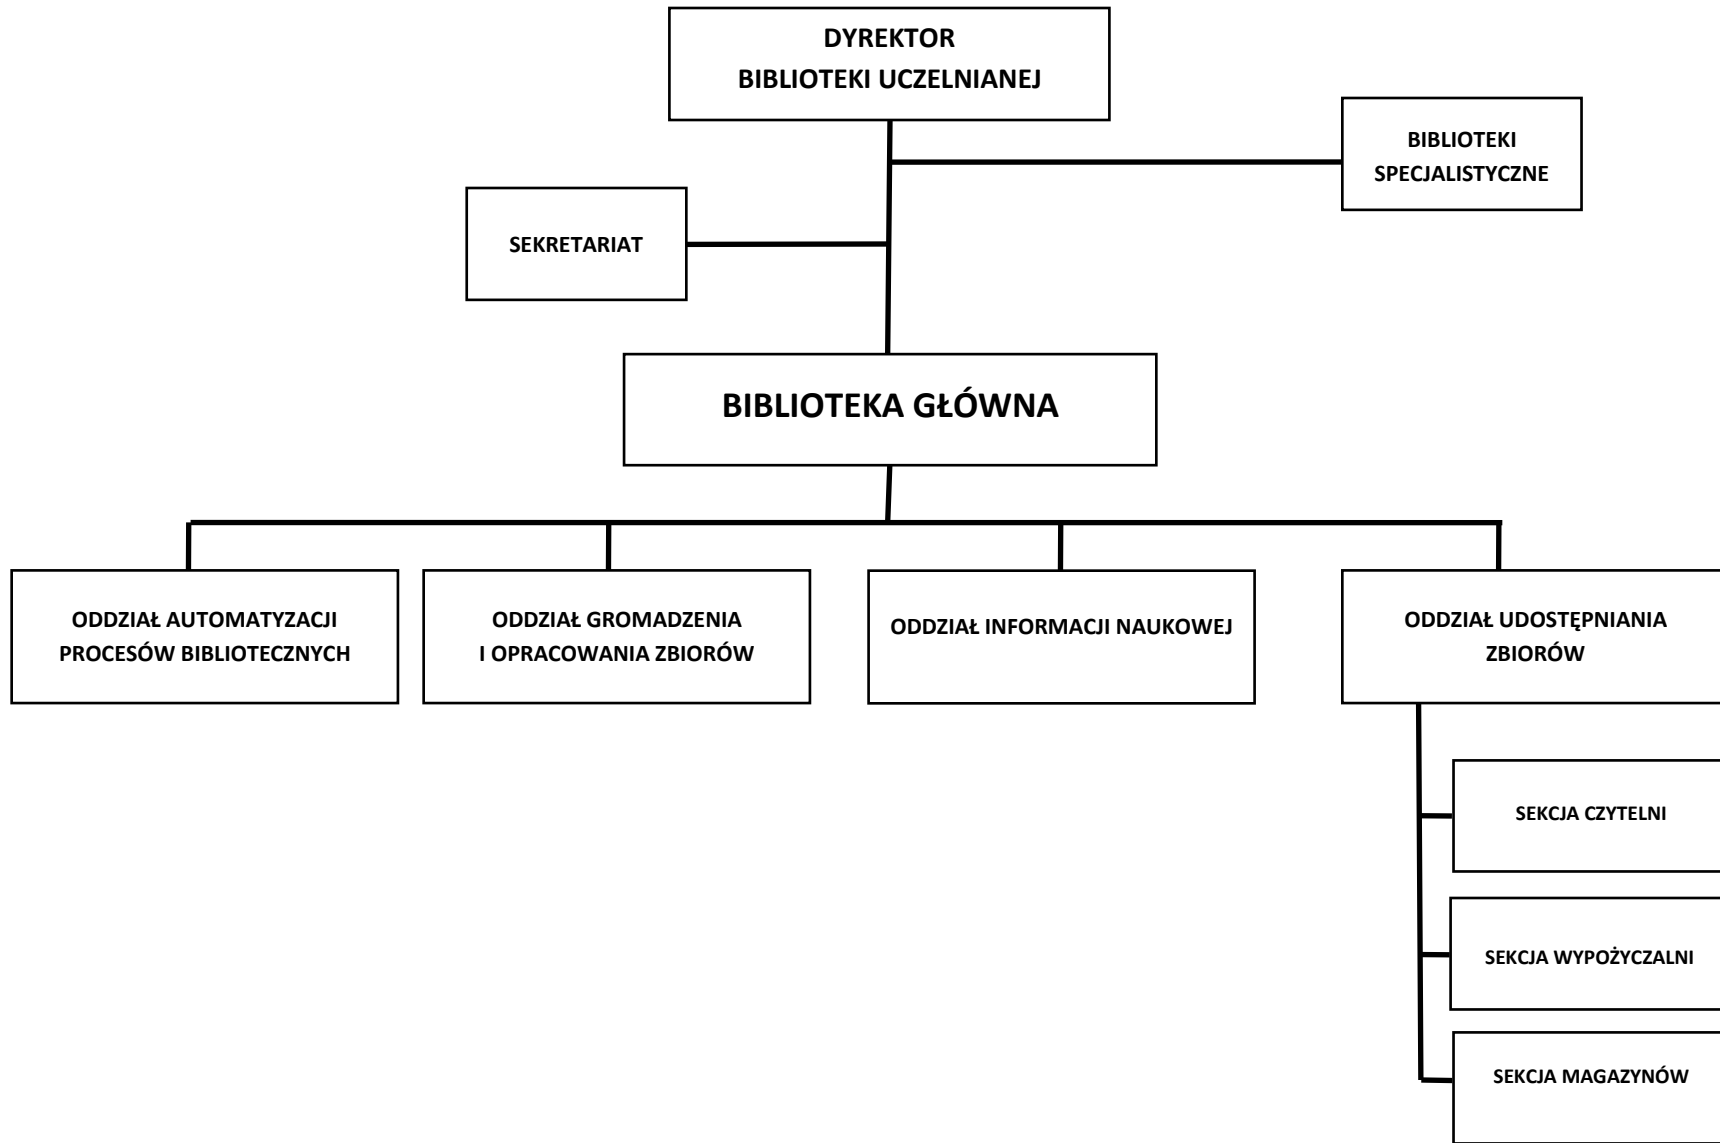 DYREKTOR
BIBLIOTEKI UCZELNIANEJ
BIBLIOTEKI
SPECJALISTYCZNE
SEKRETARIAT
BIBLIOTEKA GŁÓWNA
ODDZIAŁ AUTOMATYZACJI
PROCESÓW BIBLIOTECZNYCH
ODDZIAŁ GROMADZENIA
I OPRACOWANIA ZBIORÓW
ODDZIAŁ INFORMACJI NAUKOWEJ
ODDZIAŁ UDOSTĘPNIANIA
ZBIORÓW
SEKCJA CZYTELNI
SEKCJA WYPOŻYCZALNI
SEKCJA MAGAZYNÓW